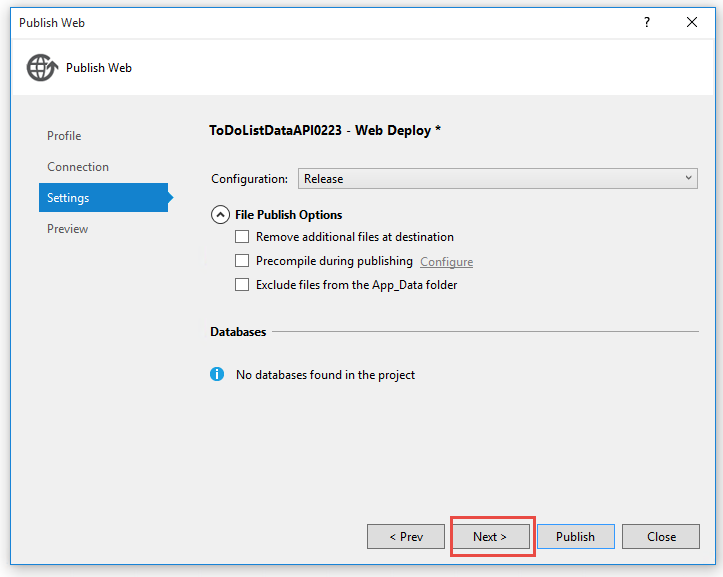 Publish Web
?
Publish Web
Profile
Connection
Settings
Preview
ToDoListDataAPI0223 - Web Deploy *
Configuration: Release
File Publish Options
Remove additional files at destination
Precompile during publishing Configure
Exclude files from the App_Data folder
Databases
No databases found in the project
< Prev Next > Publish Close